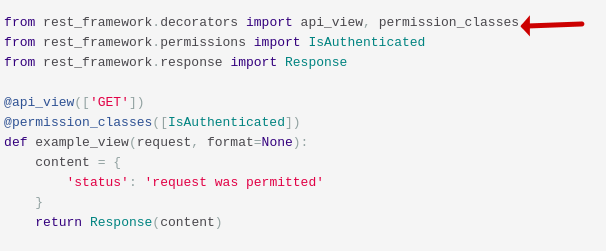 from rest_framework.decorators import api_view, permission_classes
from rest_framework.permissions import IsAuthenticated
from rest_framework.response import Response

@api_view(['GET'])
@permission_classes([IsAuthenticated])
def example_view(request, format=None):
    content = {
        'status': 'request was permitted'
    }
    return Response(content)